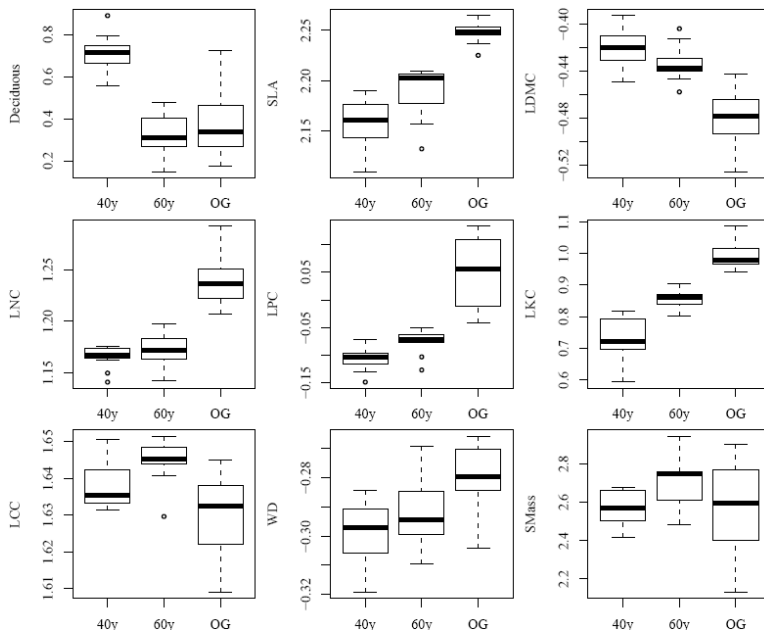 Deciduous
0.8
0.6
0.4
0.2
40y 60y OG
SLA
2.25
2.20
2.15
40y 60y OG
LDMC
−0.40
−0.44
−0.48
−0.52
40y 60y OG
LNC
1.25
1.20
1.15
40y 60y OG
LPC
0.05
−0.05
−0.15
40y 60y OG
LKC
1.1
1.0
0.9
0.8
0.7
0.6
40y 60y OG
LCC
1.65
1.64
1.63
1.62
1.61
40y 60y OG
WD
−0.28
−0.30
−0.32
40y 60y OG
SMass
2.8
2.6
2.4
2.2
40y 60y OG